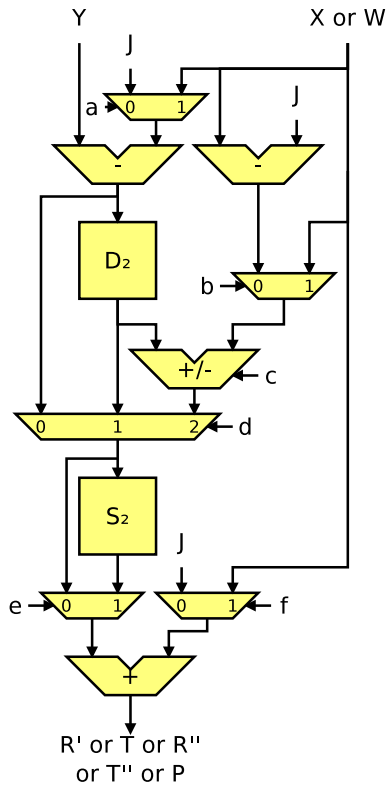 Y
X or W
J
a
0 1
J
-
-
D₂
b
0 1
+/-
c
0 1 2
d
S₂
J
e
0 1
0 1
f
+
R' or T or R''
or T'' or P